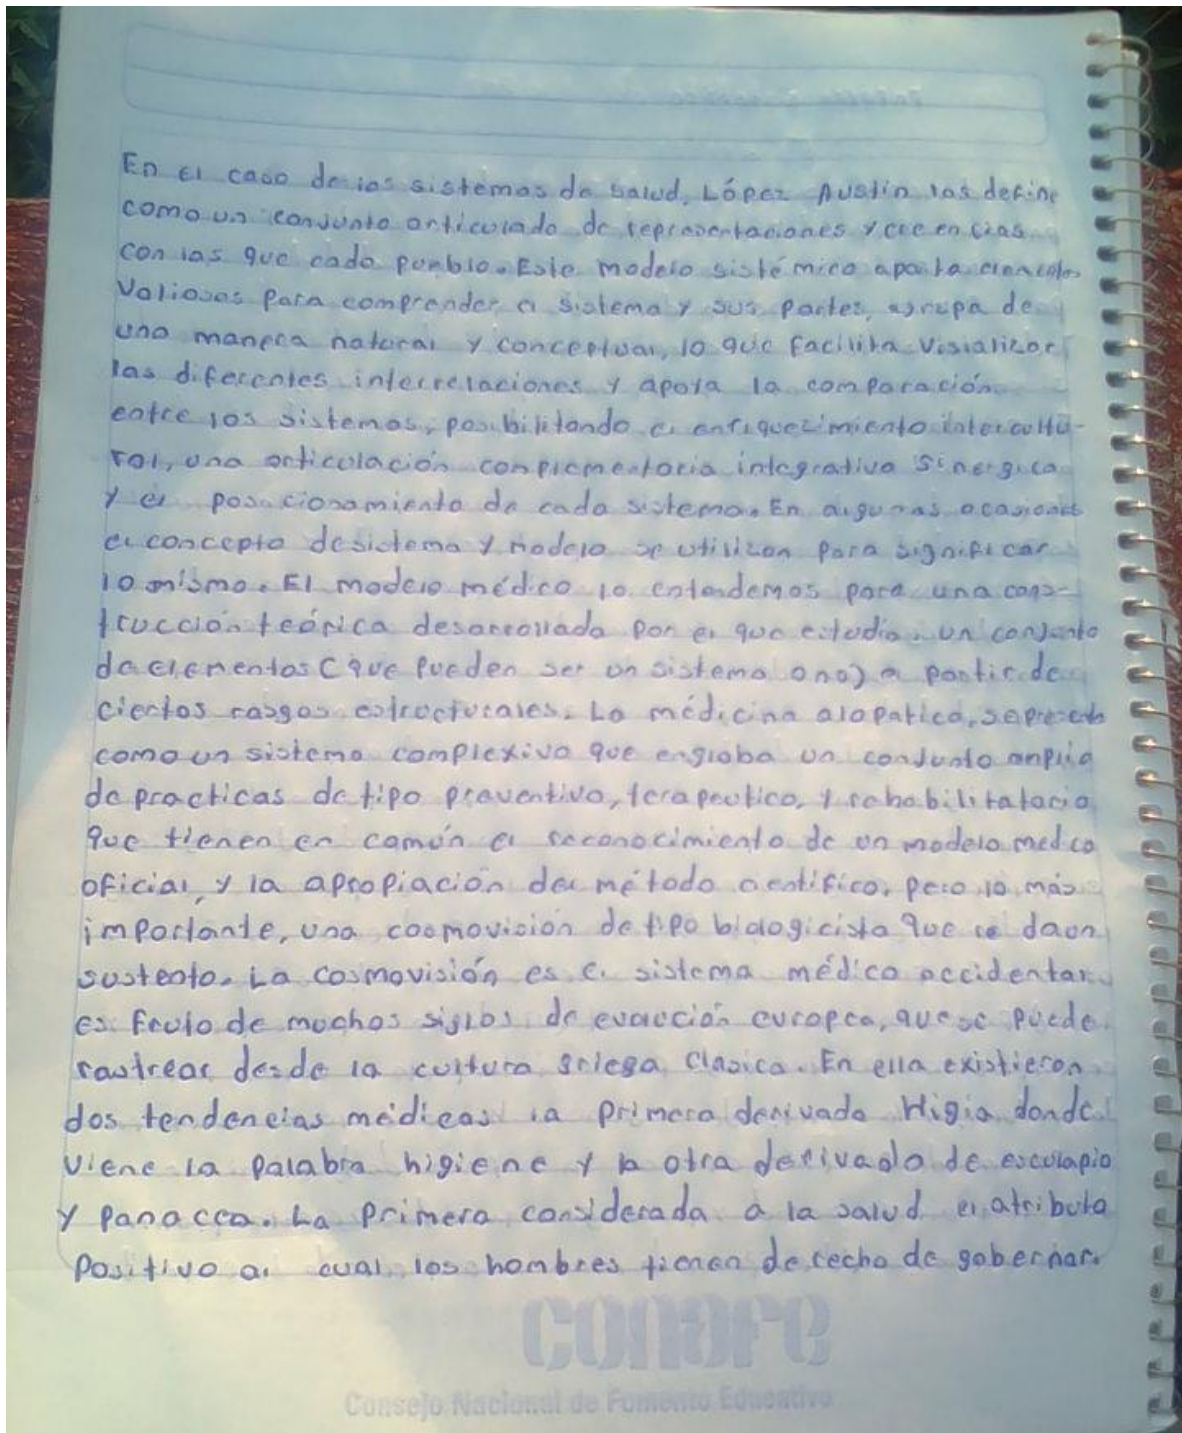 En el caso de los sistemas de salud, López Austin los define
como un conjunto articulado de representaciones y creencias
con las que cada pueblo. Este modelo sistémico aporta elementos
Valiosos para comprender el sistema y sus partes, agrupa de
una manera natural y conceptual, lo que facilita visializar
las diferentes interrelaciones y apoya la comparación
entre los sistemas, posibilitando el enriquecimiento intercultu-
ral, una articulación complementaria integrativa sinergica
y el posicionamiento de cada sistema. En algunas ocasiones
el concepto de sistema y modelo se utilizan para significar
lo mismo. El modelo médico lo entendemos para una cons-
trucción teórica desarrollada por el que estudia un conjunto
de elementos (que pueden ser un sistema o no) a partir de
ciertos rasgos estructurales. La médicina alopatica, se presenta
como un sistema complexivo que engloba un conjunto amplio
de practicas de tipo preventivo, terapeutico, y rehabilitatorio
que tienen en común el reconocimiento de un modelo medico
oficial, y la apropiación del método cientifico, pero lo más
importante, una cosmovisión de tipo biologicista que le da un
sustento. La cosmovisión es el sistema médico occidental
es fruto de muchos siglos de evolución europea, que se puede
rastrear desde la cultura griega clasica. En ella existieron
dos tendencias médicas la primera derivada Higia donde
viene la palabra higiene y la otra derivado de esculapio
y panacea. La primera considerada a la salud el atributo
positivo al cual los hombres tienen derecho de gobernar.
conafe
Consejo Nacional de Fomento Educativo